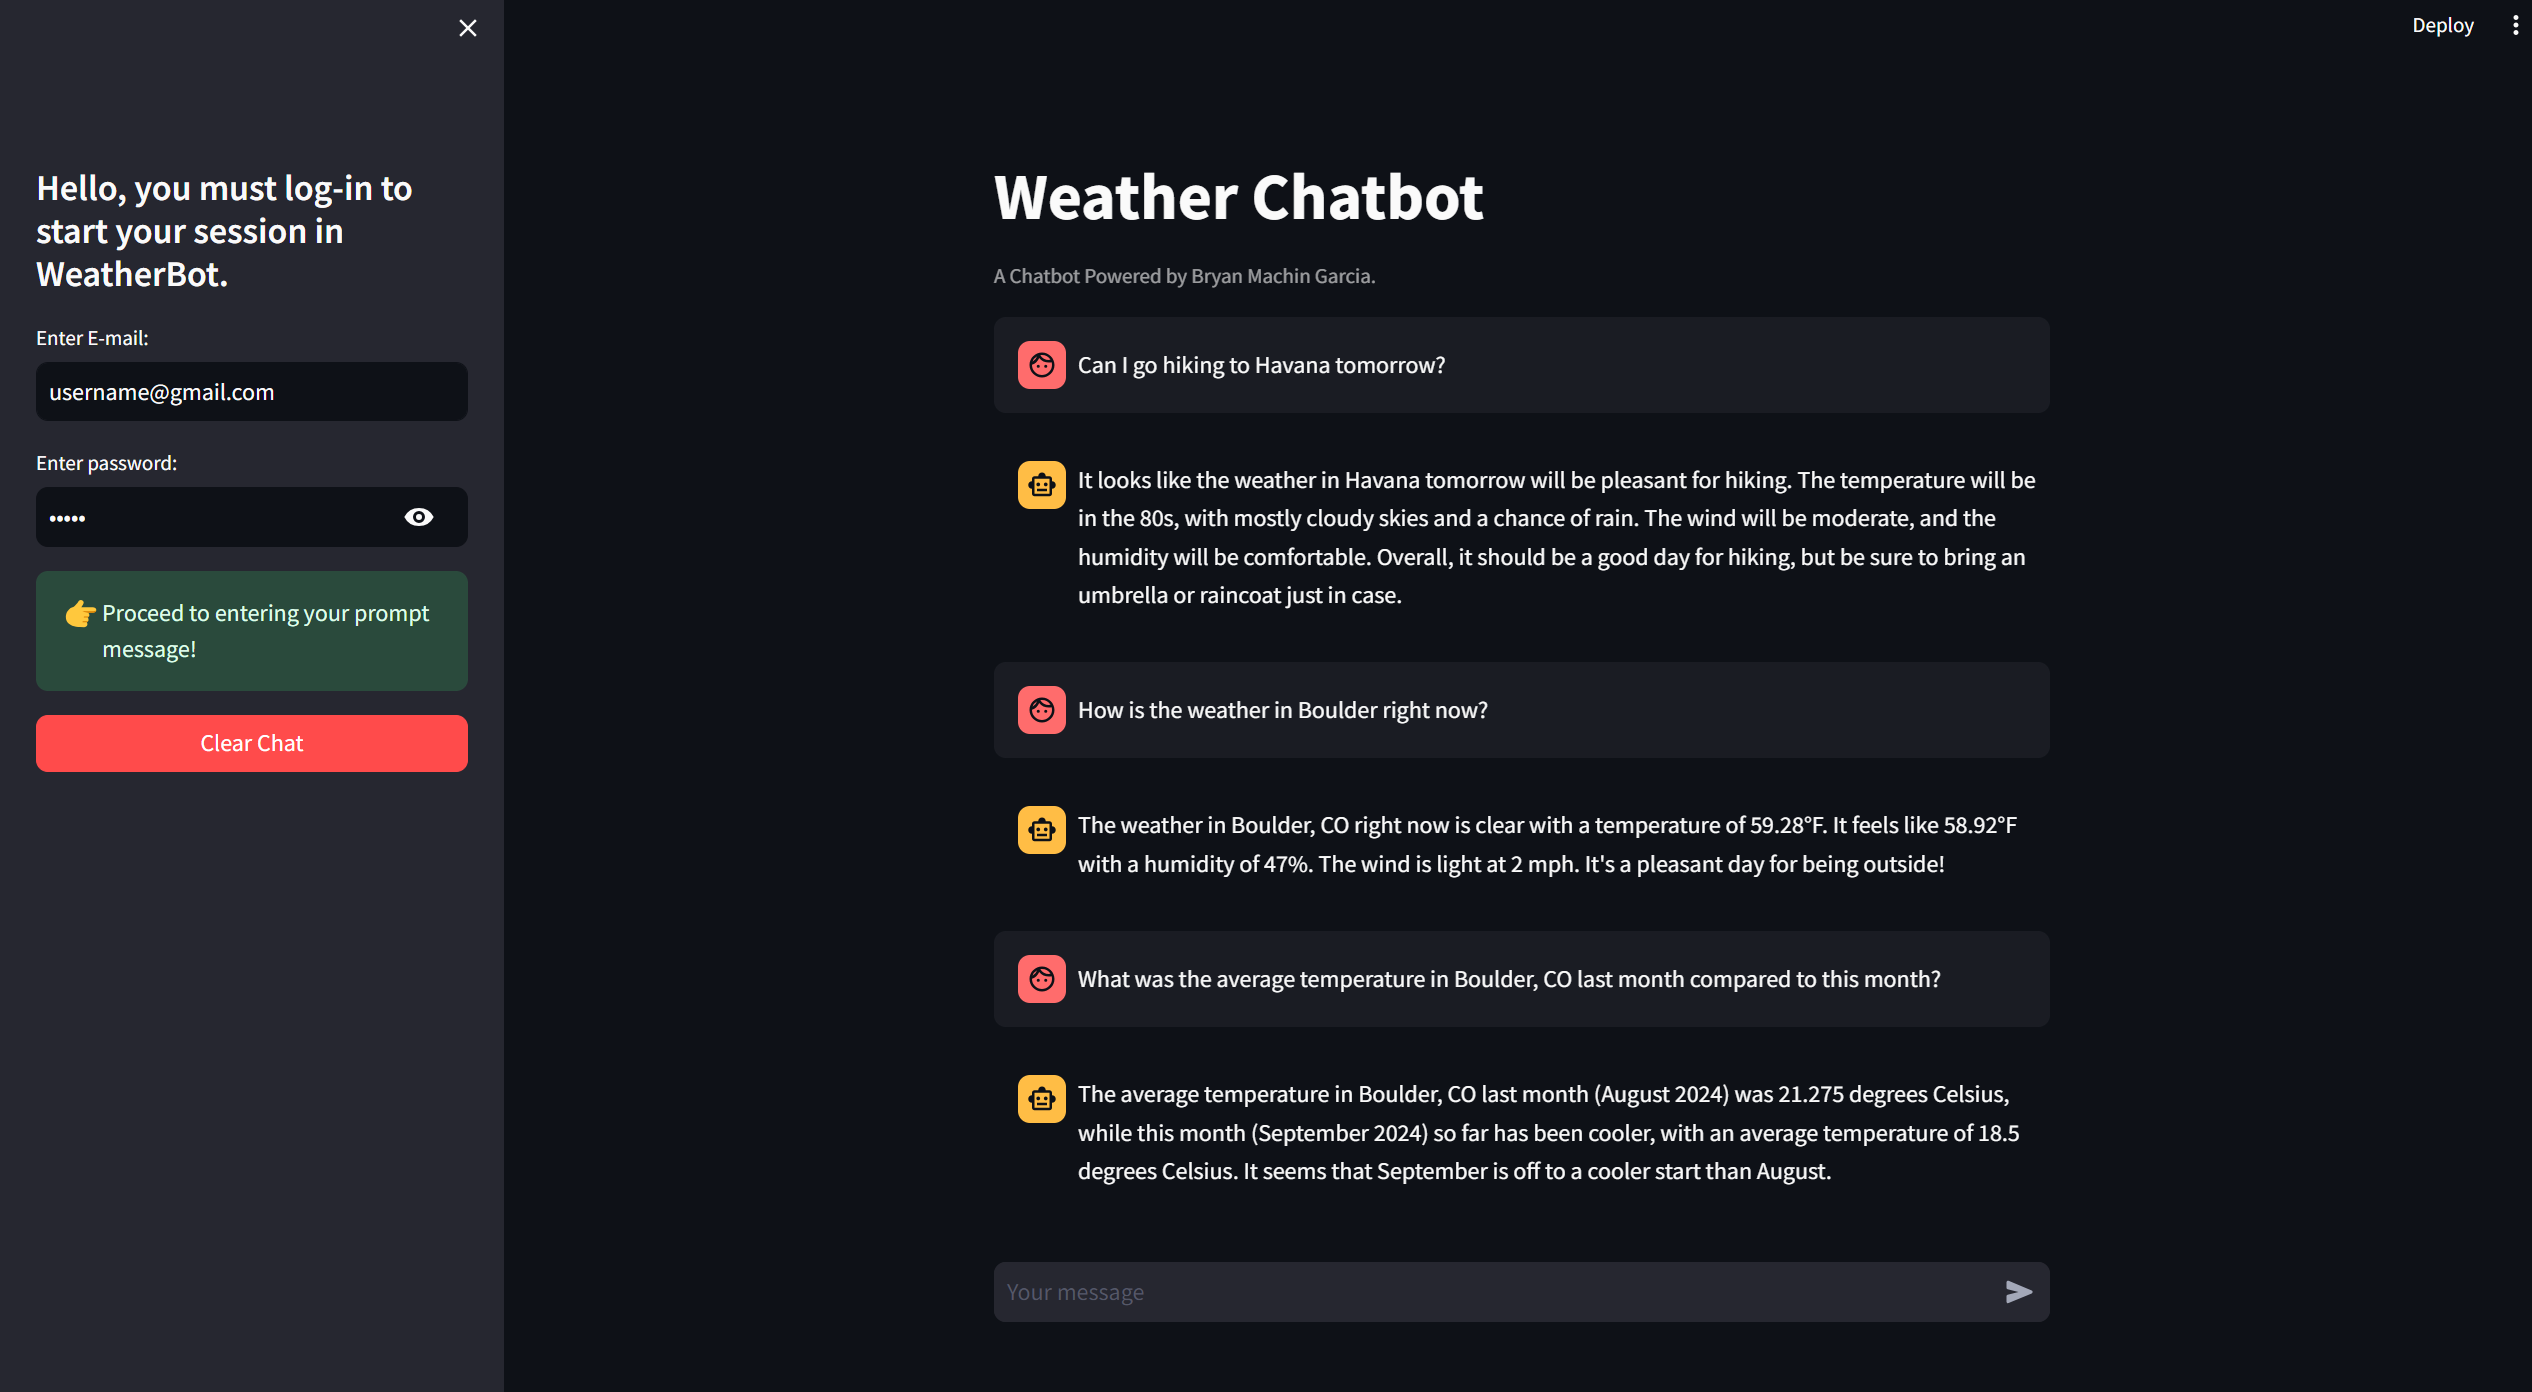 Deploy
Hello, you must log-in to
start your session in
WeatherBot.
Enter E-mail:
username@gmail.com
Enter password:
•••••
👉 Proceed to entering your prompt
message!
Clear Chat
Weather Chatbot
A Chatbot Powered by Bryan Machin Garcia.
Can I go hiking to Havana tomorrow?
It looks like the weather in Havana tomorrow will be pleasant for hiking. The temperature will be
in the 80s, with mostly cloudy skies and a chance of rain. The wind will be moderate, and the
humidity will be comfortable. Overall, it should be a good day for hiking, but be sure to bring an
umbrella or raincoat just in case.
How is the weather in Boulder right now?
The weather in Boulder, CO right now is clear with a temperature of 59.28°F. It feels like 58.92°F
with a humidity of 47%. The wind is light at 2 mph. It's a pleasant day for being outside!
What was the average temperature in Boulder, CO last month compared to this month?
The average temperature in Boulder, CO last month (August 2024) was 21.275 degrees Celsius,
while this month (September 2024) so far has been cooler, with an average temperature of 18.5
degrees Celsius. It seems that September is off to a cooler start than August.
Your message